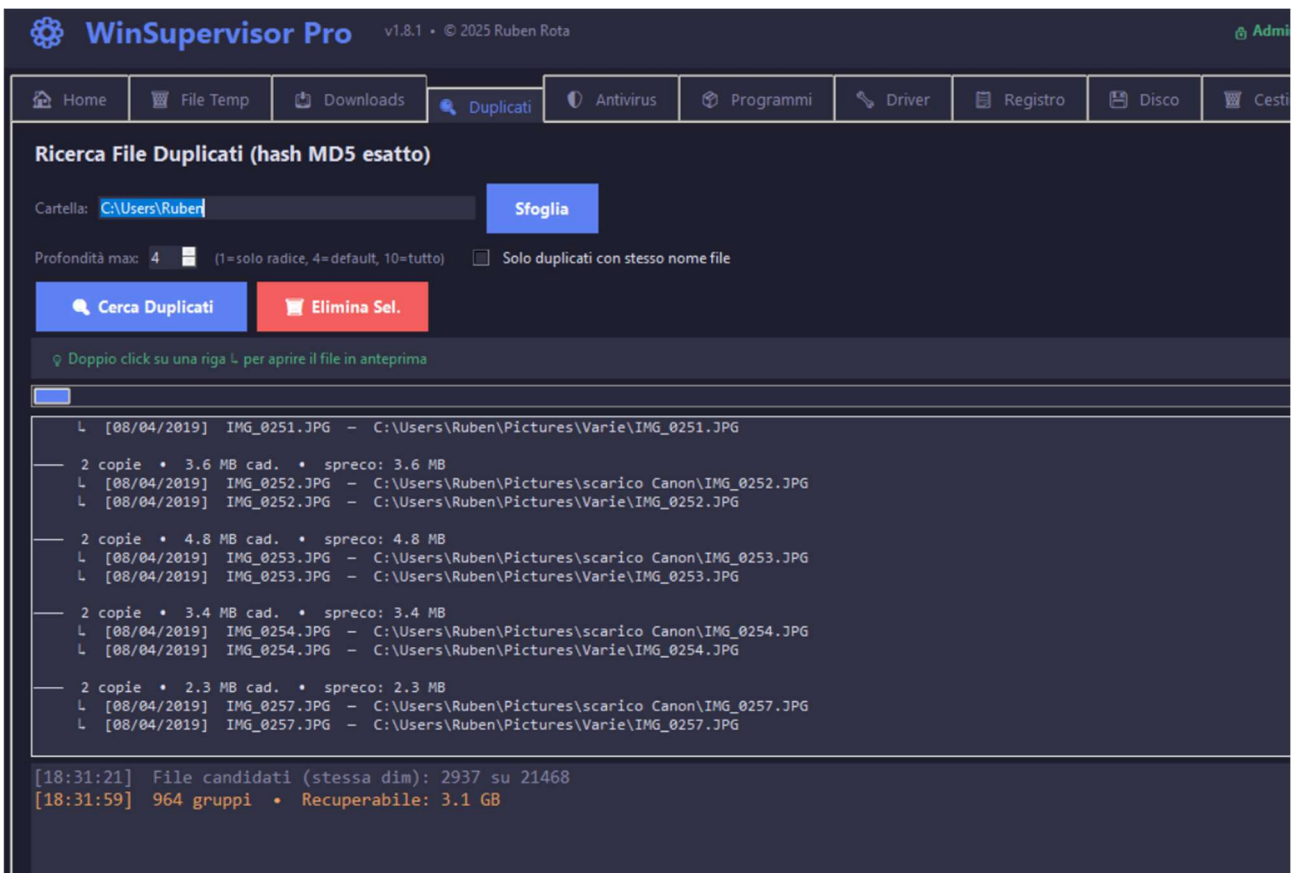 WinSupervisor Pro v1.8.1 • © 2025 Ruben Rota
Home File Temp Downloads Duplicati Antivirus Programmi Driver Registro Disco
Ricerca File Duplicati (hash MD5 esatto)
Cartella: C:\Users\Ruben Sfoglia
Profondità max: 4 (1=solo radice, 4=default, 10=tutto) Solo duplicati con stesso nome file
Cerca Duplicati Elimina Sel.
Doppio click su una riga ↳ per aprire il file in anteprima
↳ [08/04/2019] IMG_0251.JPG — C:\Users\Ruben\Pictures\Varie\IMG_0251.JPG
—— 2 copie • 3.6 MB cad. • spreco: 3.6 MB
↳ [08/04/2019] IMG_0252.JPG — C:\Users\Ruben\Pictures\scarico Canon\IMG_0252.JPG
↳ [08/04/2019] IMG_0252.JPG — C:\Users\Ruben\Pictures\Varie\IMG_0252.JPG
—— 2 copie • 4.8 MB cad. • spreco: 4.8 MB
↳ [08/04/2019] IMG_0253.JPG — C:\Users\Ruben\Pictures\scarico Canon\IMG_0253.JPG
↳ [08/04/2019] IMG_0253.JPG — C:\Users\Ruben\Pictures\Varie\IMG_0253.JPG
—— 2 copie • 3.4 MB cad. • spreco: 3.4 MB
↳ [08/04/2019] IMG_0254.JPG — C:\Users\Ruben\Pictures\scarico Canon\IMG_0254.JPG
↳ [08/04/2019] IMG_0254.JPG — C:\Users\Ruben\Pictures\Varie\IMG_0254.JPG
—— 2 copie • 2.3 MB cad. • spreco: 2.3 MB
↳ [08/04/2019] IMG_0257.JPG — C:\Users\Ruben\Pictures\scarico Canon\IMG_0257.JPG
↳ [08/04/2019] IMG_0257.JPG — C:\Users\Ruben\Pictures\Varie\IMG_0257.JPG
[18:31:21] File candidati (stessa dim): 2937 su 21468
[18:31:59] 964 gruppi • Recuperabile: 3.1 GB